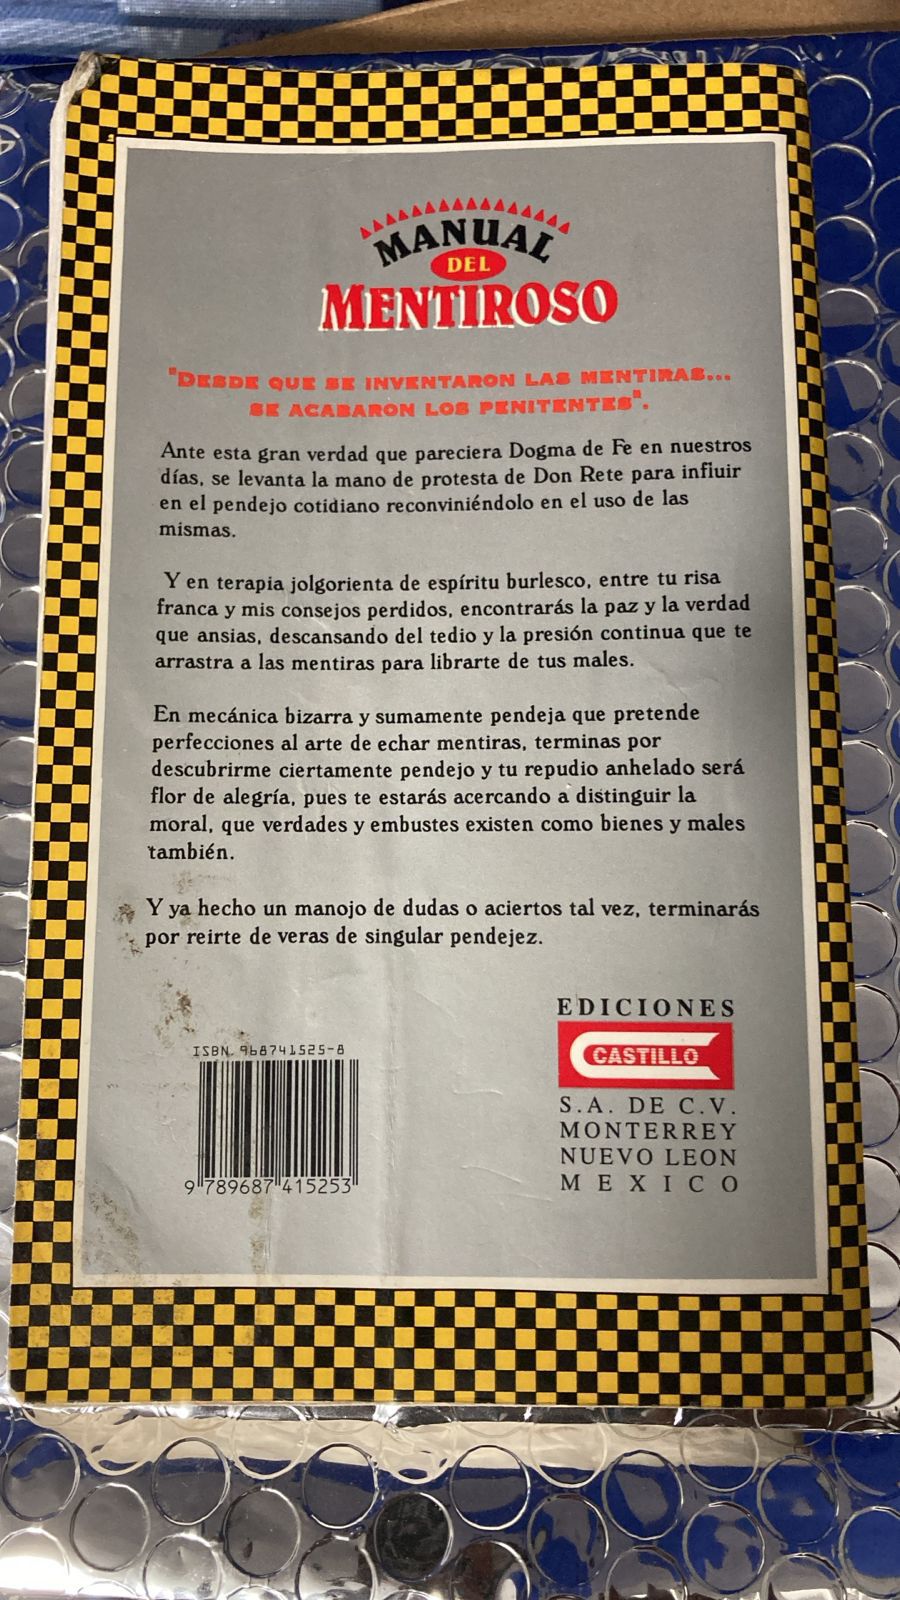 MANUAL
DEL
MENTIROSO
"DESDE QUE SE INVENTARON LAS MENTIRAS...
SE ACABARON LOS PENITENTES".
Ante esta gran verdad que pareciera Dogma de Fe en nuestros
días, se levanta la mano de protesta de Don Rete para influir
en el pendejo cotidiano reconviniéndolo en el uso de las
mismas.
Y en terapia jolgorienta de espíritu burlesco, entre tu risa
franca y mis consejos perdidos, encontrarás la paz y la verdad
que ansias, descansando del tedio y la presión continua que te
arrastra a las mentiras para librarte de tus males.
En mecánica bizarra y sumamente pendeja que pretende
perfecciones al arte de echar mentiras, terminas por
descubrirme ciertamente pendejo y tu repudio anhelado será
flor de alegría, pues te estarás acercando a distinguir la
moral, que verdades y embustes existen como bienes y males
también.
Y ya hecho un manojo de dudas o aciertos tal vez, terminarás
por reirte de veras de singular pendejez.
EDICIONES
CASTILLO
S.A. DE C.V.
MONTERREY
NUEVO LEON
MEXICO
ISBN. 968741525-8
9 789687 415253